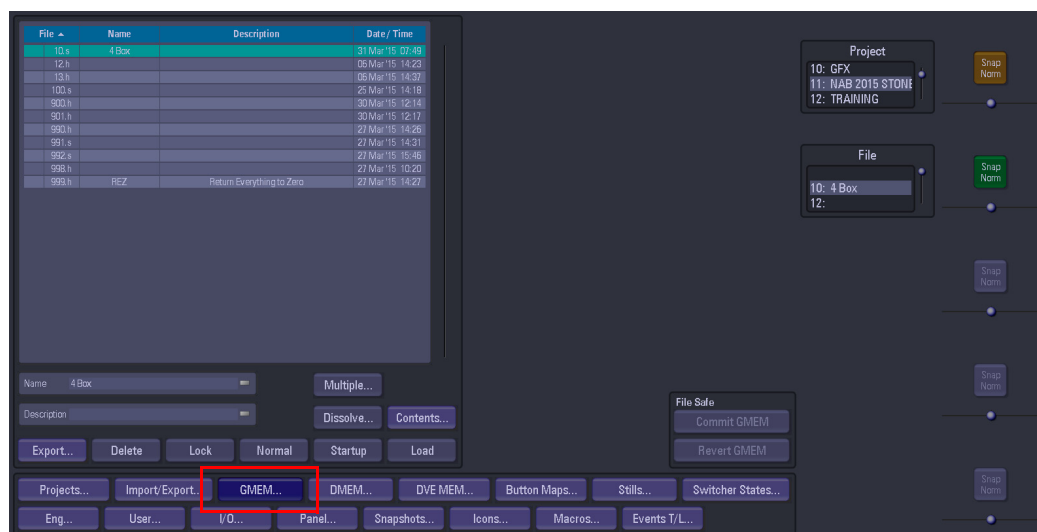 File Name Description Date / Time
10.s 4 Box 31 Mar '15 07:49
12.h 06 Mar '15 14:23
13.h 06 Mar '15 14:37
100.s 25 Mar '15 14:18
900.h 30 Mar '15 12:14
901.h 30 Mar '15 12:17
990.h 27 Mar '15 14:26
991.s 27 Mar '15 14:31
992.s 27 Mar '15 15:46
998.h 27 Mar '15 10:20
999.h REZ Return Everything to Zero 27 Mar '15 14:27
Name 4 Box
Multiple...
Description
Dissolve... Contents...
Export... Delete Lock Normal Startup Load
Project
10: GFX
11: NAB 2015 STONE
12: TRAINING
File
10: 4 Box
12:
Snap
Norm
Snap
Norm
Snap
Norm
Snap
Norm
Snap
Norm
File Safe
Commit GMEM
Revert GMEM
Projects... Import/Export... GMEM... DMEM... DVE MEM... Button Maps... Stills... Switcher States...
Eng... User... I/O... Panel... Snapshots... Icons... Macros... Events T/L...